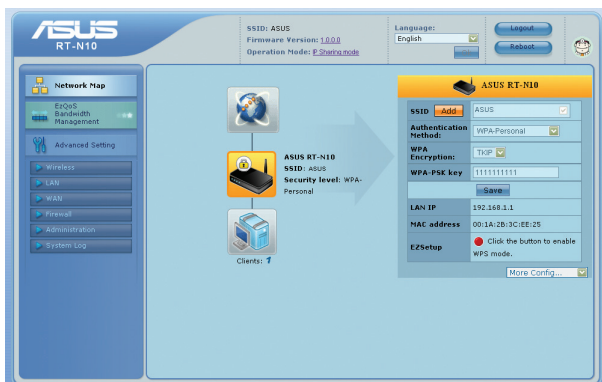 ASUS
RT-N10
SSID: ASUS
Firmware Version: 1.0.0.0
Operation Mode: IP Sharing mode
Language:
English
Logout
Reboot
Network Map
EzQoS
Bandwidth
Management
Advanced Setting
Wireless
LAN
WAN
Firewall
Administration
System Log
ASUS RT-N10
SSID: ASUS
Security level: WPA-
Personal
Clients: 1
ASUS RT-N10
SSID Add ASUS
Authentication
Method: WPA-Personal
WPA
Encryption: TKIP
WPA-PSK key 1111111111
Save
LAN IP 192.168.1.1
MAC address 00:1A:2B:3C:EE:25
EZSetup Click the button to enable
WPS mode.
More Config...